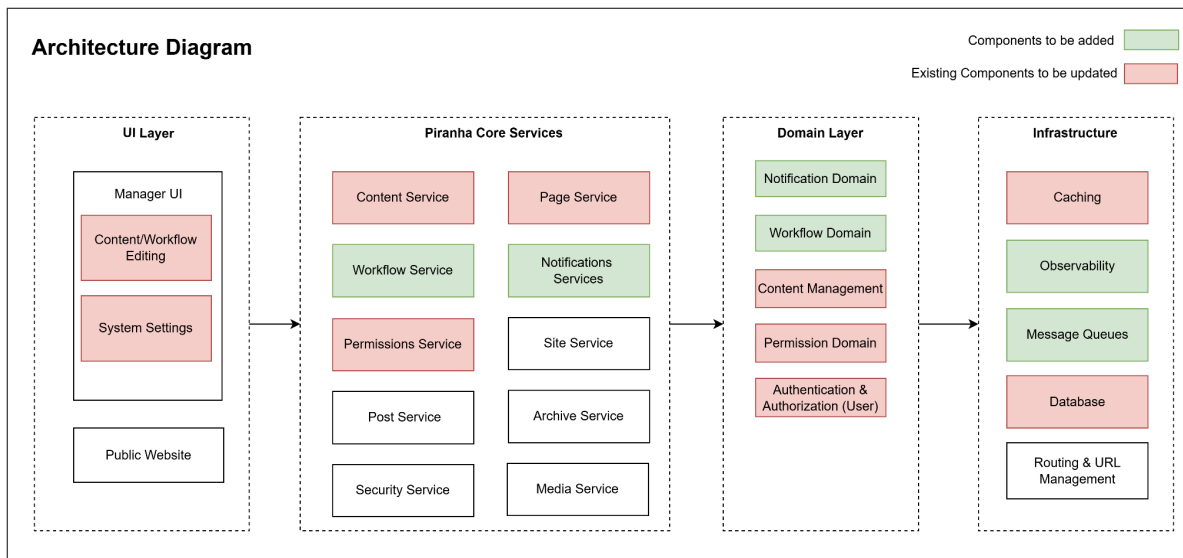 Architecture Diagram
Components to be added
Existing Components to be updated
UI Layer
Manager UI
Content/Workflow
Editing
System Settings
Public Website
Piranha Core Services
Content Service
Page Service
Workflow Service
Notifications
Services
Permissions Service
Site Service
Post Service
Archive Service
Security Service
Media Service
Domain Layer
Notification Domain
Workflow Domain
Content Management
Permission Domain
Authentication &
Authorization (User)
Infrastructure
Caching
Observability
Message Queues
Database
Routing & URL
Management